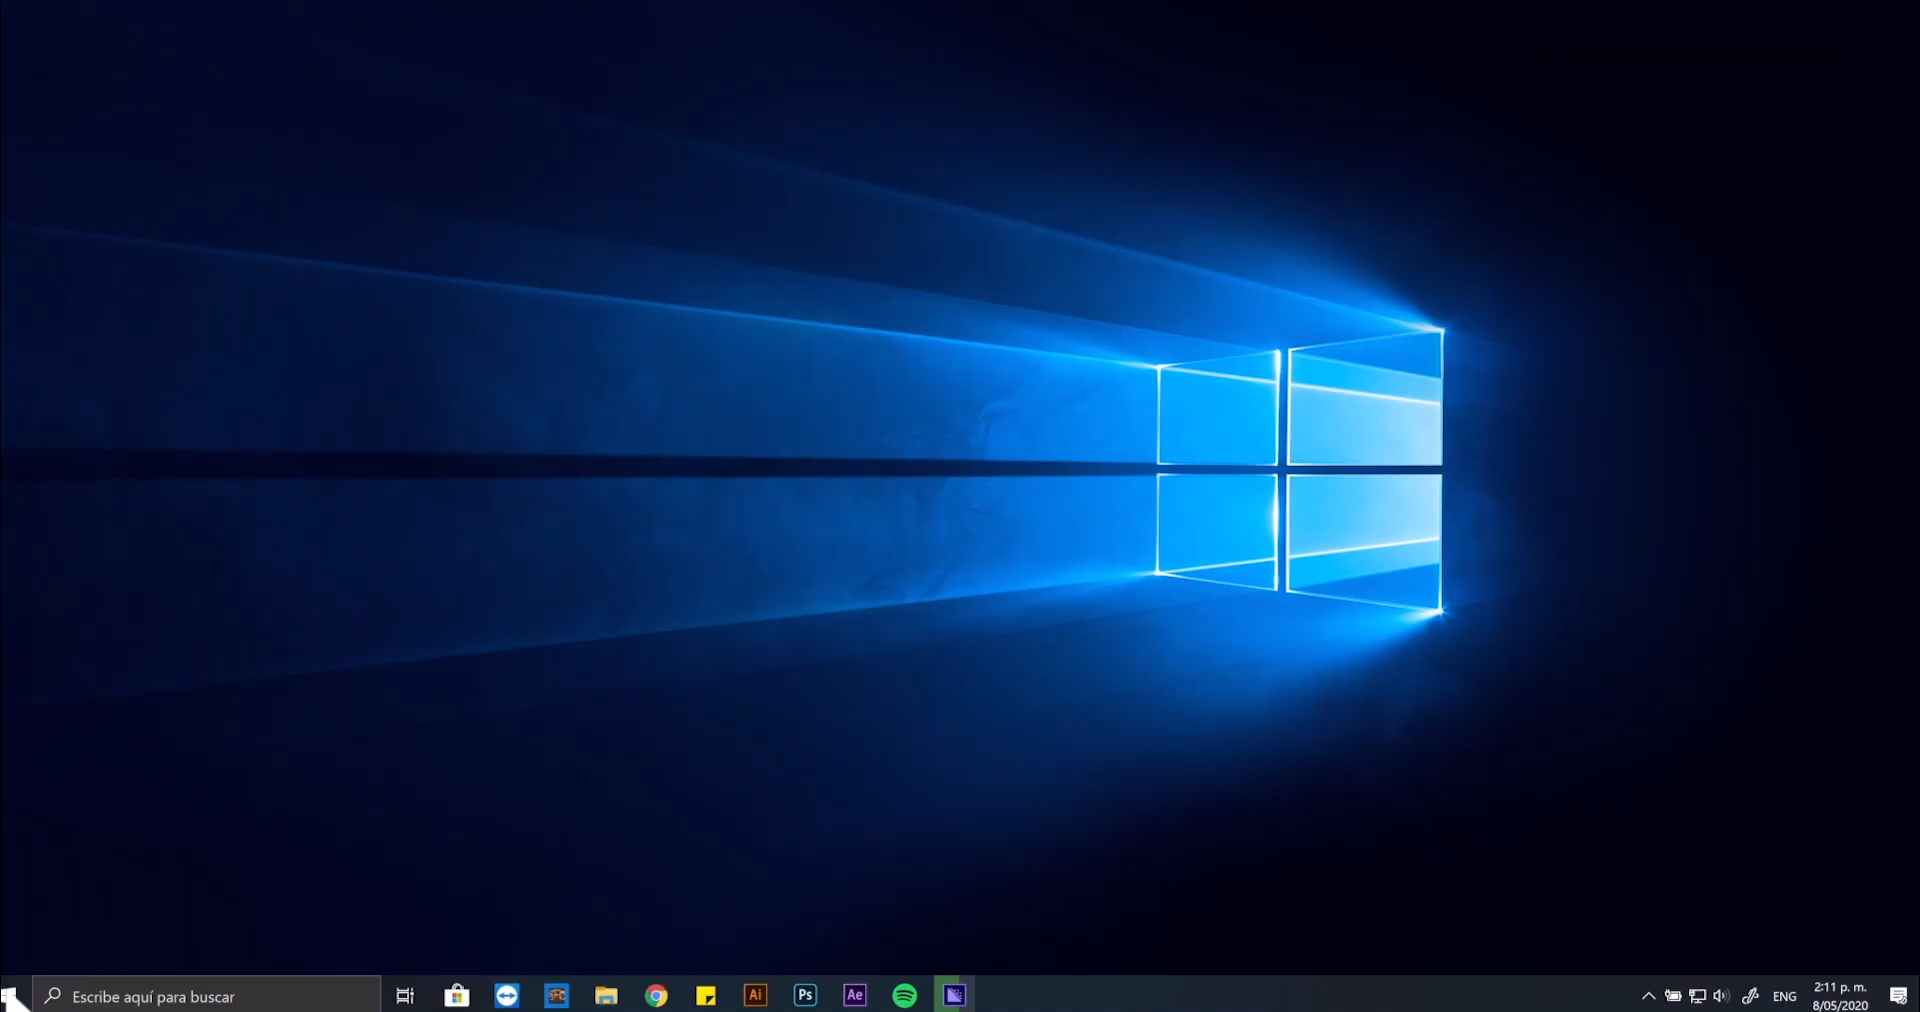 Escribe aquí para buscar
Ai
Ps
Ae
ENG
2:11 p. m.
8/05/2020